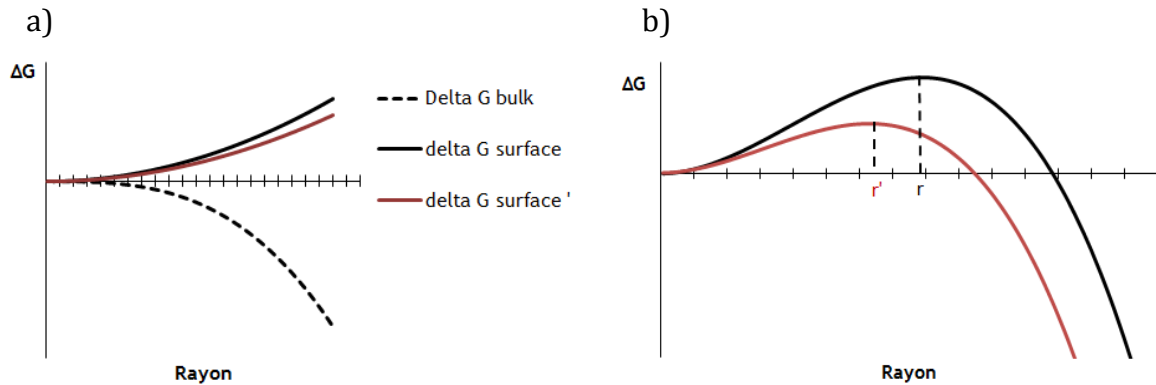 a)
ΔG
Delta G bulk
delta G surface
delta G surface '
Rayon
b)
ΔG
r'
r
Rayon